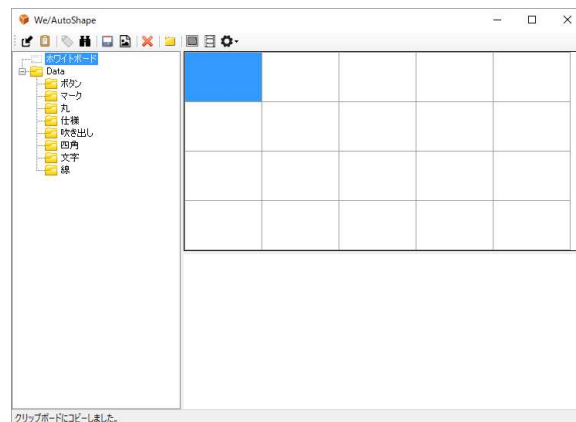 We/AutoShape
ホワイトボード
Data
ボタン
マーク
丸
仕様
吹き出し
四角
文字
線
クリップボードにコピーしました。